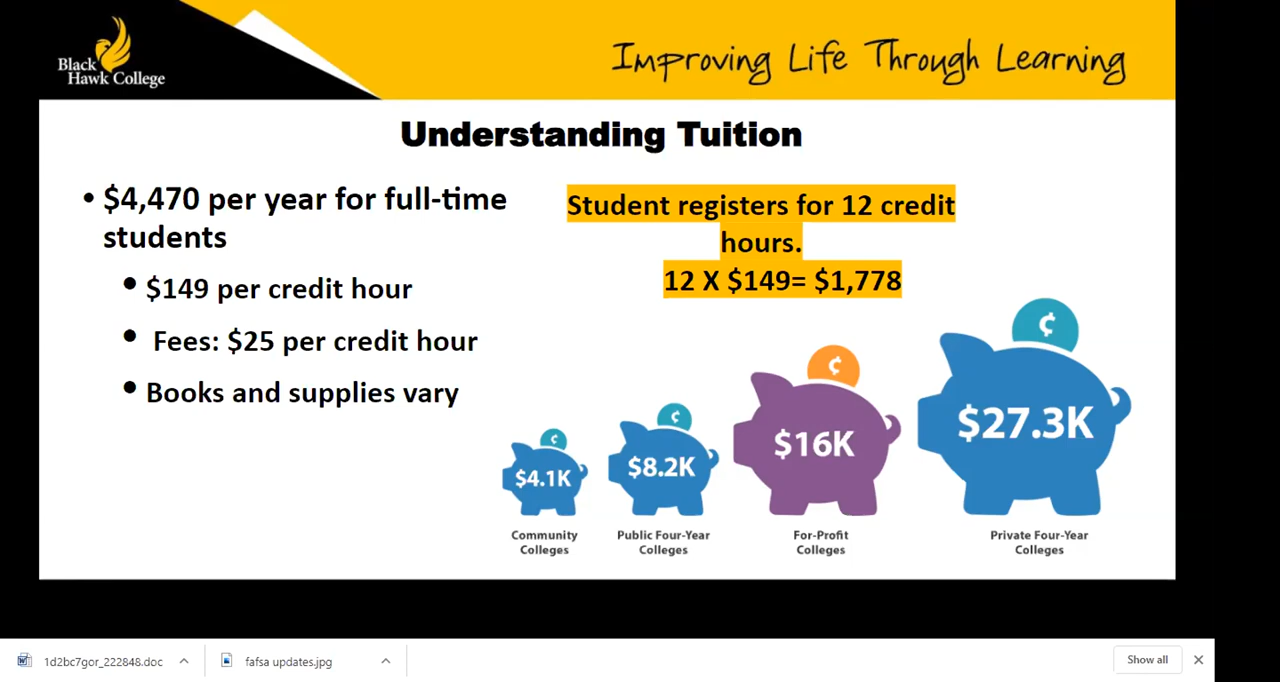 Black
Hawk College
Improving Life Through Learning
Understanding Tuition
• $4,470 per year for full-time
students
• $149 per credit hour
• Fees: $25 per credit hour
• Books and supplies vary
Student registers for 12 credit
hours.
12 X $149= $1,778
¢
$4.1K
Community
Colleges
¢
$8.2K
Public Four-Year
Colleges
¢
$16K
For-Profit
Colleges
¢
$27.3K
Private Four-Year
Colleges
1d2bc7gor_222848.doc
fafsa updates.jpg
Show all